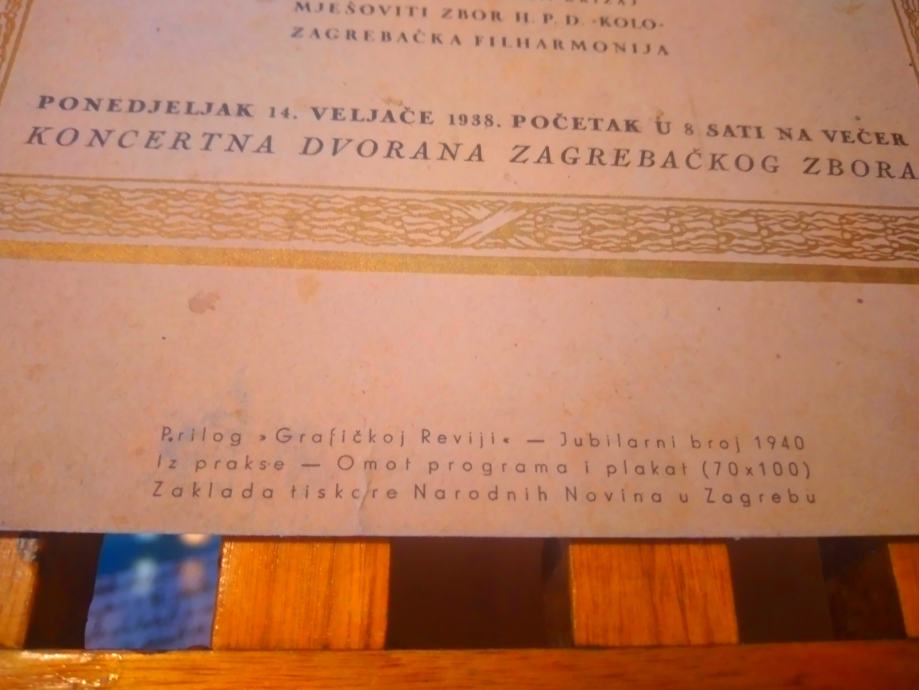 MJEŠOVITI ZBOR H. P. D. ·KOLO·
ZAGREBAČKA FILHARMONIJA
PONEDJELJAK 14. VELJAČE 1938. POČETAK U 8 SATI NA VEČER
KONCERTNA DVORANA ZAGREBAČKOG ZBORA
Prilog »Grafičkoj Reviji« — Jubilarni broj 1940
Iz prakse — Omot programa i plakat (70x100)
Zaklada tiskare Narodnih Novina u Zagrebu